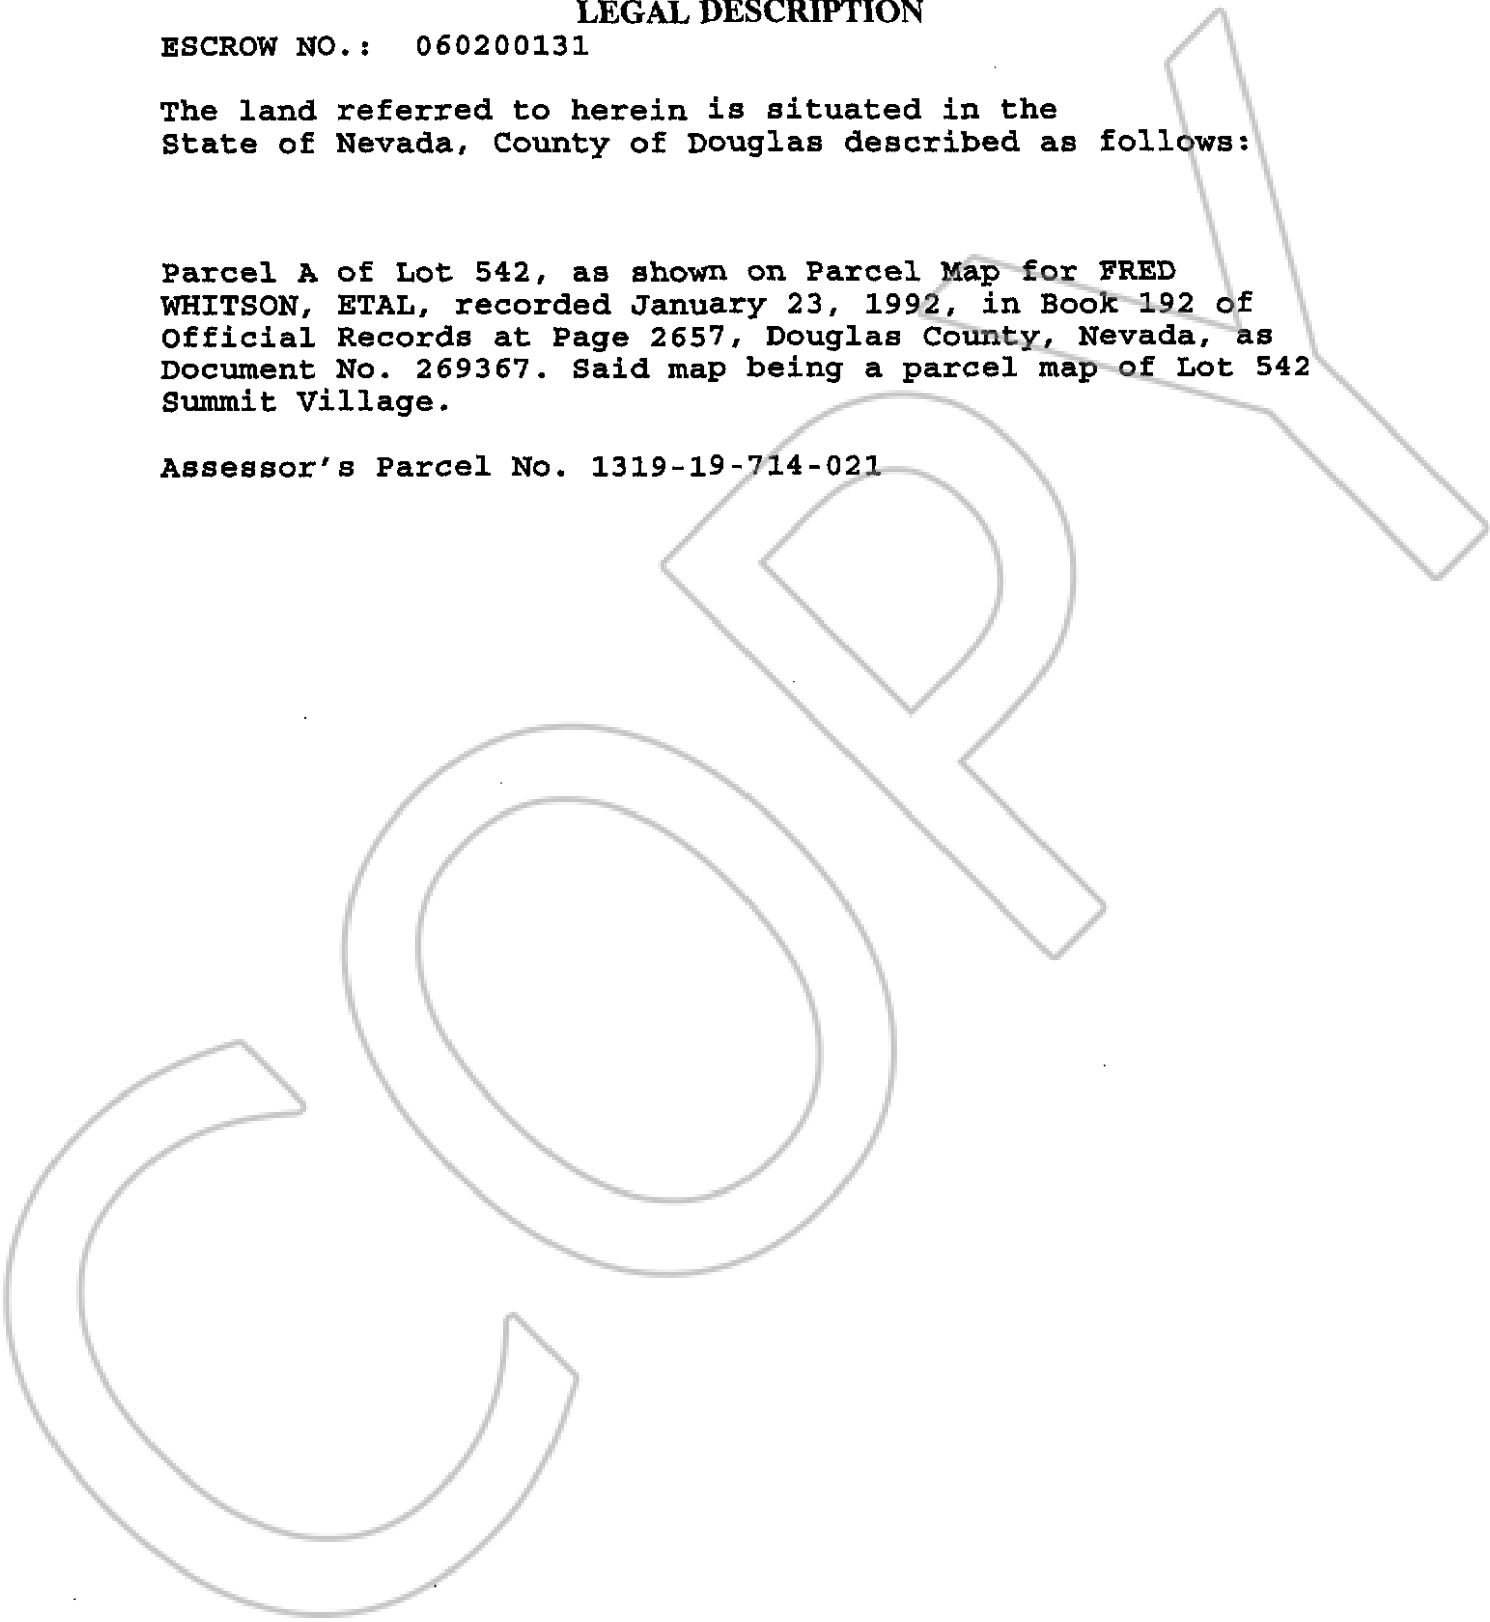 LEGAL DESCRIPTION
ESCROW NO.: 060200131
The land referred to herein is situated in the
State of Nevada, County of Douglas described as follows:
Parcel A of Lot 542, as shown on Parcel Map for FRED
WHITSON, ETAL, recorded January 23, 1992, in Book 192 of
Official Records at Page 2657, Douglas County, Nevada, as
Document No. 269367. Said map being a parcel map of Lot 542
Summit Village.
Assessor's Parcel No. 1319-19-714-021
COPY